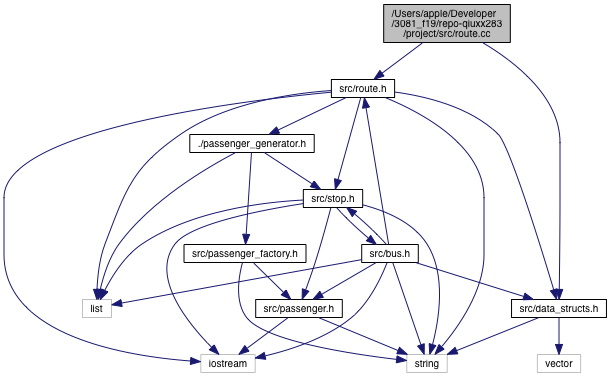 /Users/apple/Developer
/3081_f19/repo-qiuxx283
/project/src/route.cc
src/route.h
./passenger_generator.h
src/stop.h
src/passenger_factory.h
src/bus.h
list
src/passenger.h
src/data_structs.h
iostream
string
vector